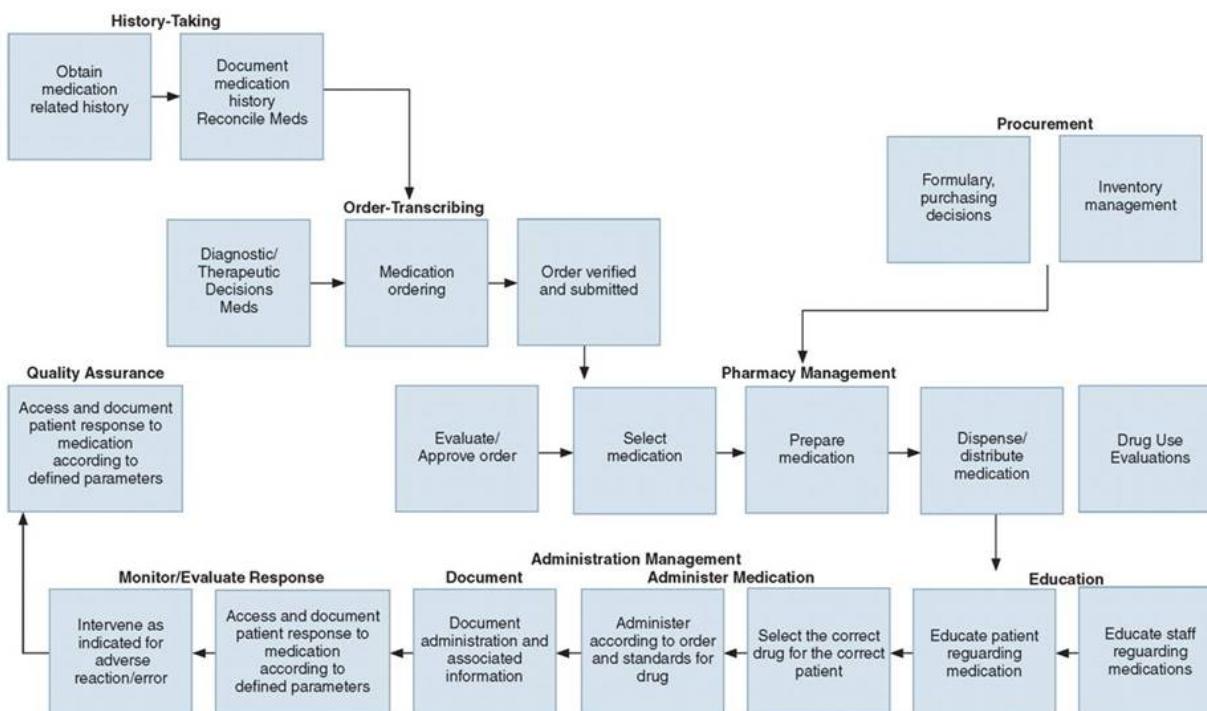 History-Taking
Obtain
medication
related history
Document
medication
history
Reconcile Meds
Procurement
Formulary,
purchasing
decisions
Inventory
management
Order-Transcribing
Diagnostic/
Therapeutic
Decisions
Meds
Medication
ordering
Order verified
and submitted
Quality Assurance
Access and document
patient response to
medication
according to
defined parameters
Pharmacy Management
Evaluate/
Approve order
Select
medication
Prepare
medication
Dispense/
distribute
medication
Drug Use
Evaluations
Administration Management
Monitor/Evaluate Response
Document
Administer Medication
Education
Intervene as
indicated for
adverse
reaction/error
Access and document
patient response to
medication
according to
defined parameters
Document
administration and
associated
information
Administer
according to order
and standards for
drug
Select the correct
drug for the correct
patient
Educate patient
reguarding
medication
Educate staff
reguarding
medications